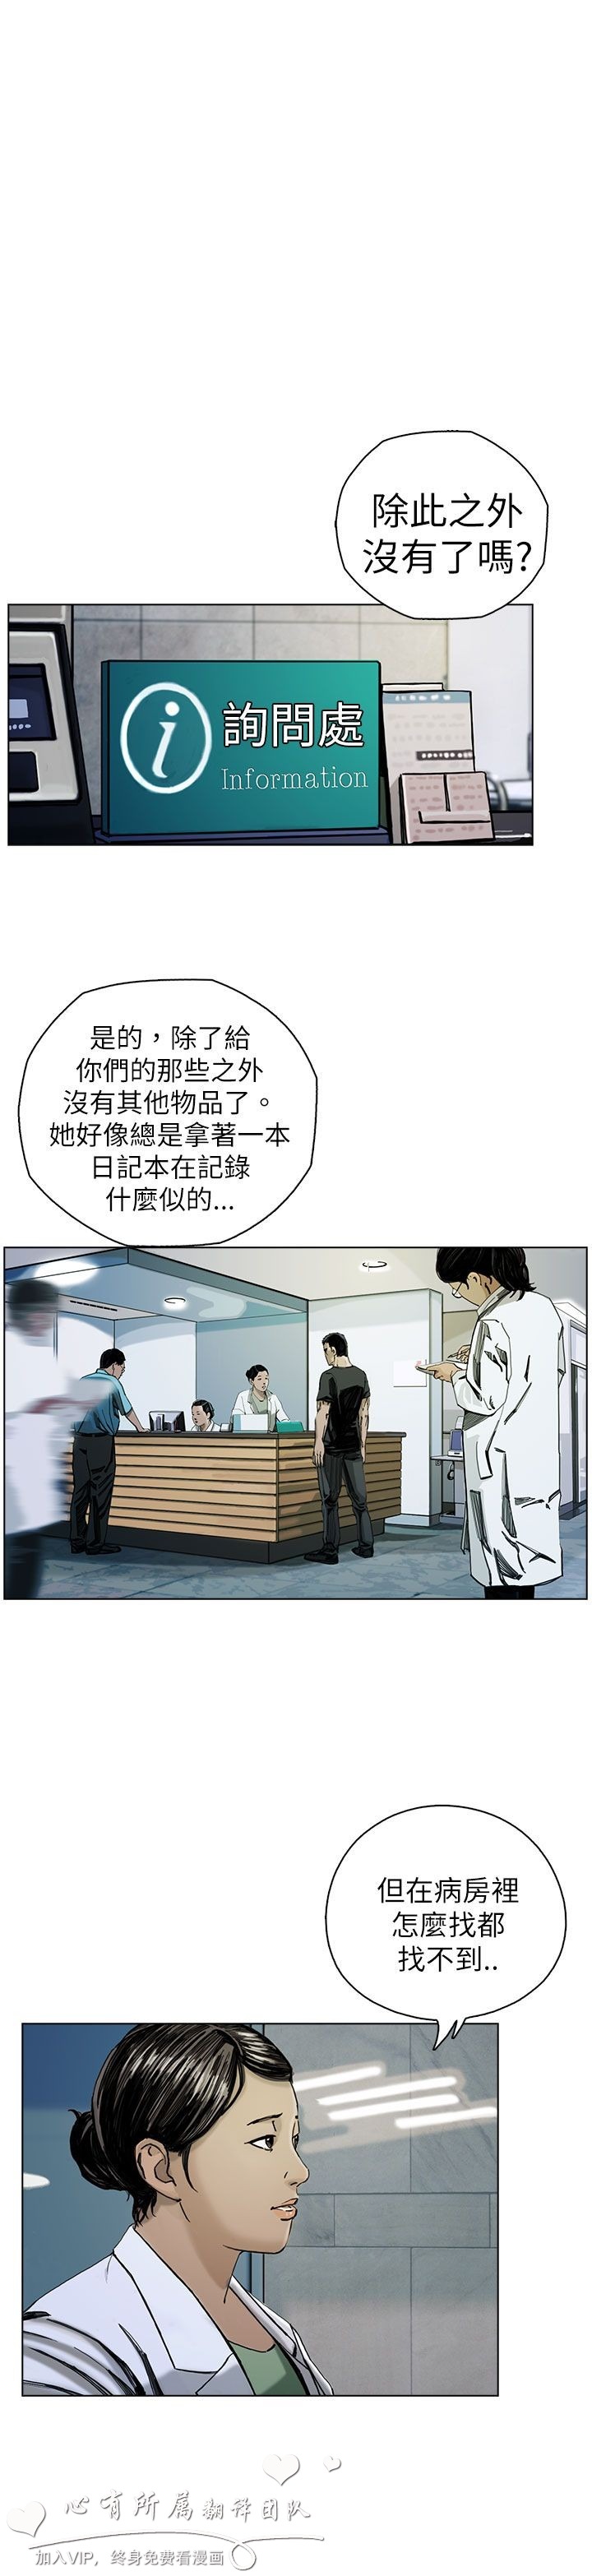 除此之外
沒有了嗎?
i 詢問處
Information
是的，除了給
你們的那些之外
沒有其他物品了。
她好像總是拿著一本
日記本在記錄
什麼似的...
但在病房裡
怎麼找都
找不到..
心有所属翻译团队
加入VIP，终身免费看漫画